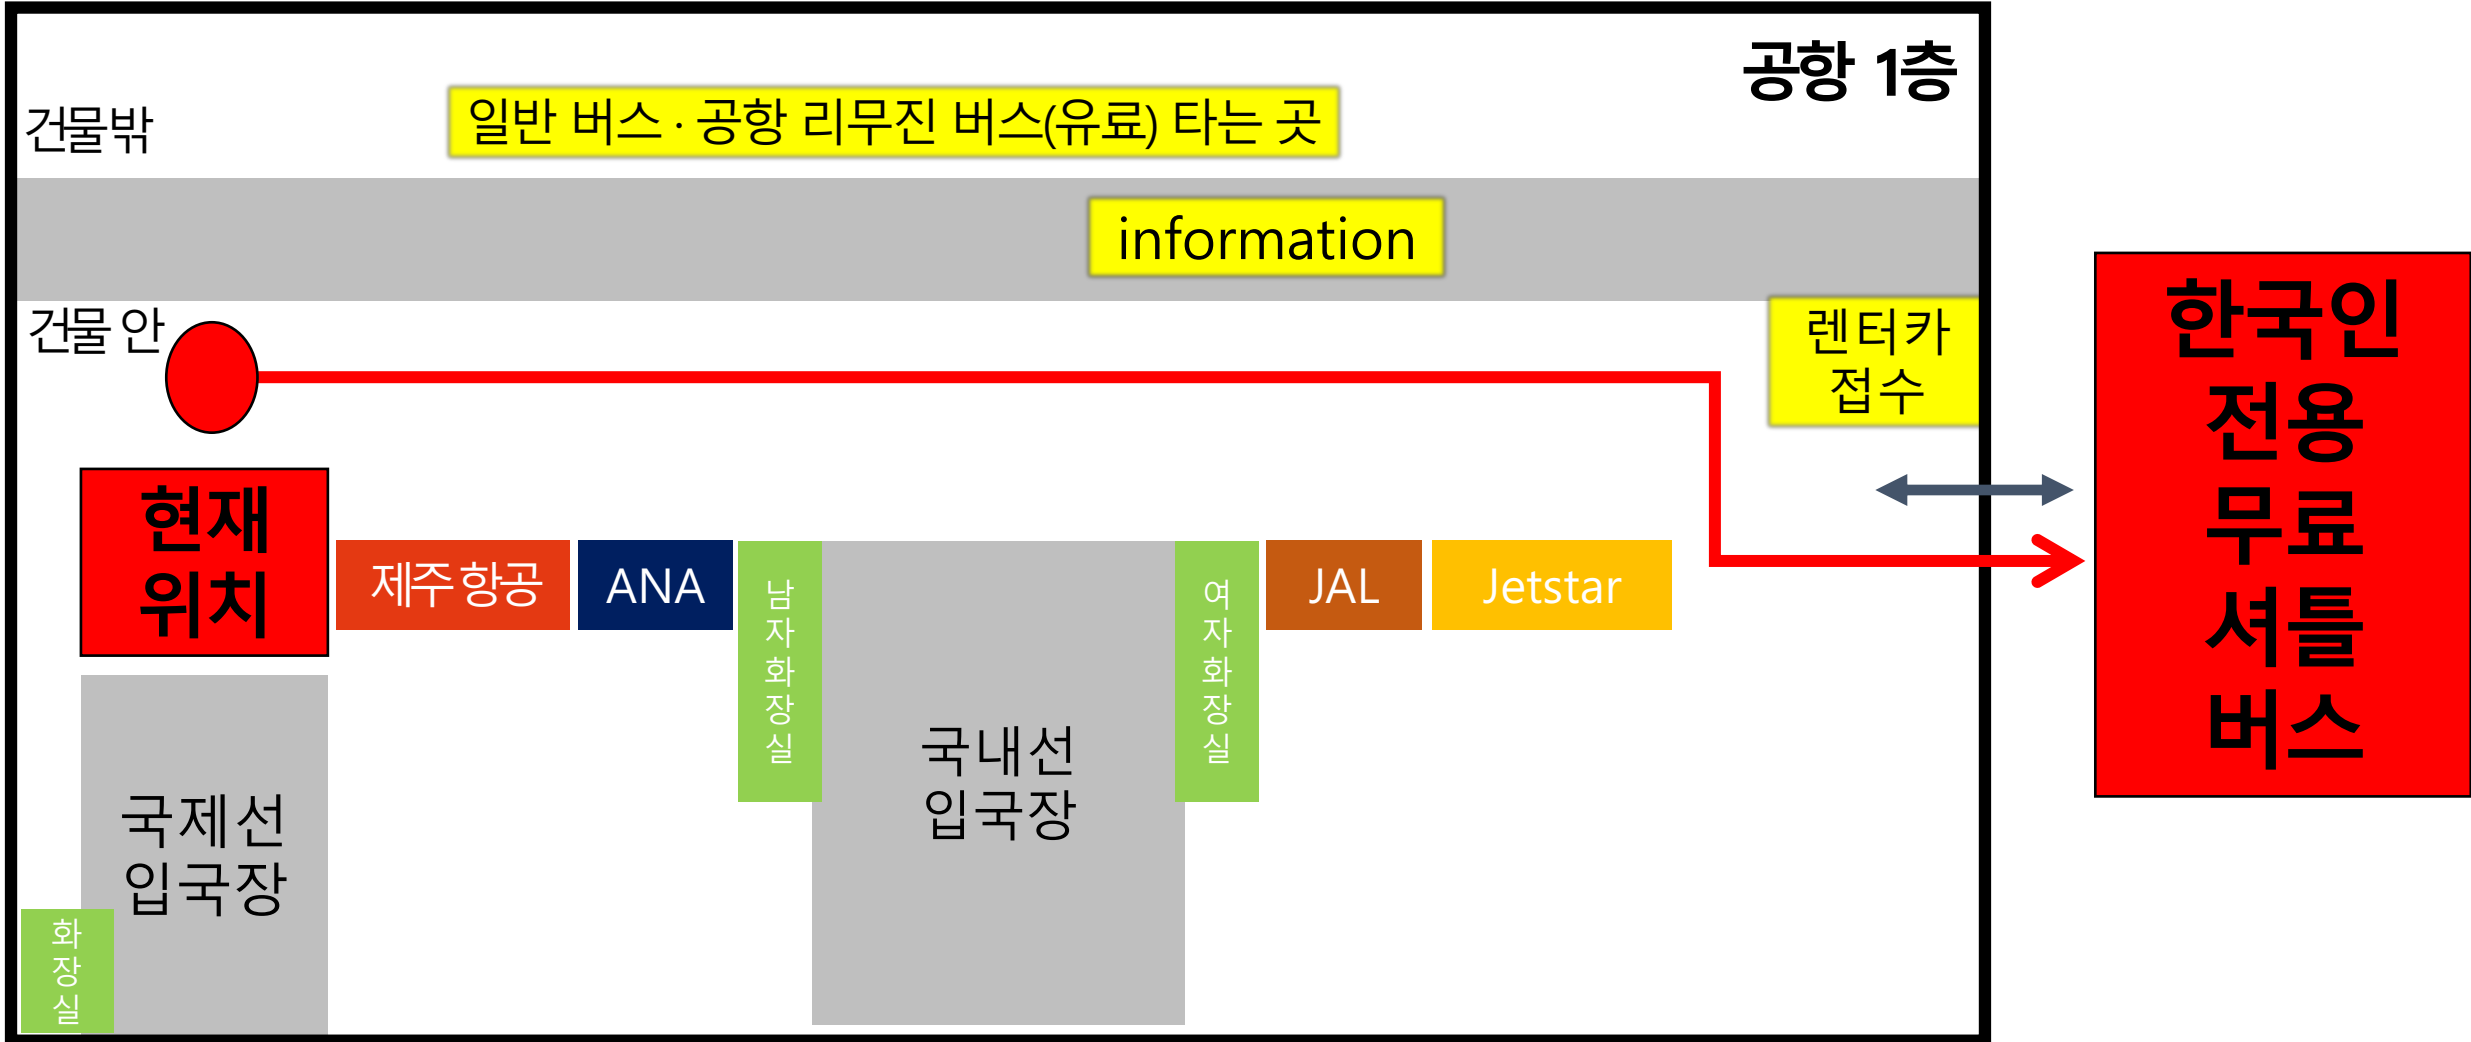 공항 1층
건물밖
일반 버스 · 공항 리무진 버스(유료) 타는 곳
information
건물 안
렌터카
접수
한국인
전용
무료
셔틀
버스
현재
위치
제주 항공
ANA
남
자
화
장
실
여
자
화
장
실
JAL
Jetstar
국내선
입국장
국제선
입국장
화
장
실